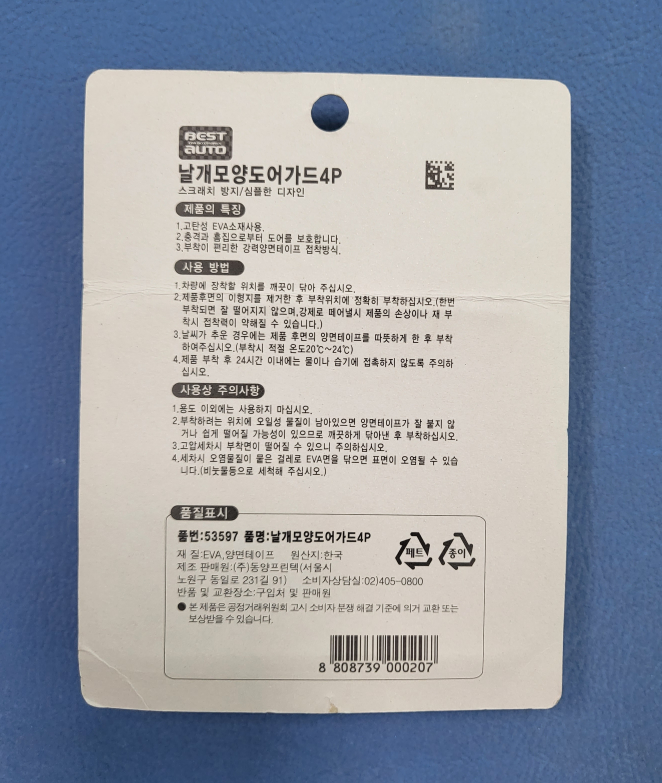 BEST
AUTO
날개모양도어가드4P
스크래치 방지/심플한 디자인
제품의 특징
1.고탄성 EVA소재사용.
2.충격과 흠집으로부터 도어를 보호합니다.
3.부착이 편리한 강력양면테이프 접착방식.
사용 방법
1.차량에 장착할 위치를 깨끗이 닦아 주십시오.
2.제품후면의 이형지를 제거한 후 부착위치에 정확히 부착하십시오.(한번
부착되면 잘 떨어지지 않으며,강제로 떼어낼시 제품의 손상이나 재 부
착시 접착력이 약해질 수 있습니다.)
3.날씨가 추운 경우에는 제품 후면의 양면테이프를 따뜻하게 한 후 부착
하여주십시오.(부착시 적절 온도20℃~24℃)
4.제품 부착 후 24시간 이내에는 물이나 습기에 접촉하지 않도록 주의하
십시오.
사용상 주의사항
1.용도 이외에는 사용하지 마십시오.
2.부착하려는 위치에 오일성 물질이 남아있으면 양면테이프가 잘 붙지 않
거나 쉽게 떨어질 가능성이 있으므로 깨끗하게 닦아낸 후 부착하십시오.
3.고압세차시 부착면이 떨어질 수 있으니 주의하십시오.
4.세차시 오염물질이 뭍은 걸레로 EVA면을 닦으면 표면이 오염될 수 있습
니다.(비눗물등으로 세척해 주십시오.)
품질표시
품번:53597 품명:날개모양도어가드4P
재 질:EVA,양면테이프 원산지:한국
제조 판매원:(주)동양프린텍(서울시
노원구 동일로 231길 91) 소비자상담실:02)405-0800
반품 및 교환장소:구입처 및 판매원
페트 종이
● 본 제품은 공정거래위원회 고시 소비자 분쟁 해결 기준에 의거 교환 또는
보상받을 수 있습니다.
8 808739 000207